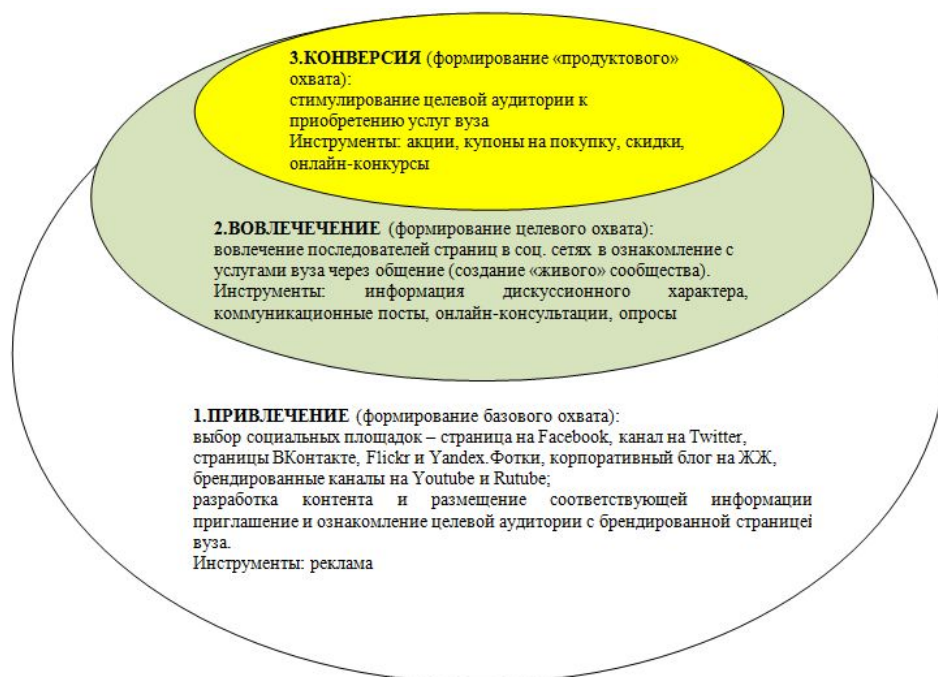 3.КОНВЕРСИЯ (формирование «продуктового»
охвата):
стимулирование целевой аудитории к
приобретению услуг вуза
Инструменты: акции, купоны на покупку, скидки,
онлайн-конкурсы
2.ВОВЛЕЧЕЧЕНИЕ (формирование целевого охвата):
вовлечение последователей страниц в соц. сетях в ознакомление с
услугами вуза через общение (создание «живого» сообщества).
Инструменты: информация дискуссионного характера,
коммуникационные посты, онлайн-консультации, опросы
1.ПРИВЛЕЧЕНИЕ (формирование базового охвата):
выбор социальных площадок – страница на Facebook, канал на Twitter,
страницы ВКонтакте, Flickr и Yandex.Фотки, корпоративный блог на ЖЖ,
брендированные каналы на Youtube и Rutube;
разработка контента и размещение соответствующей информации
приглашение и ознакомление целевой аудитории с брендированной страницей
вуза.
Инструменты: реклама